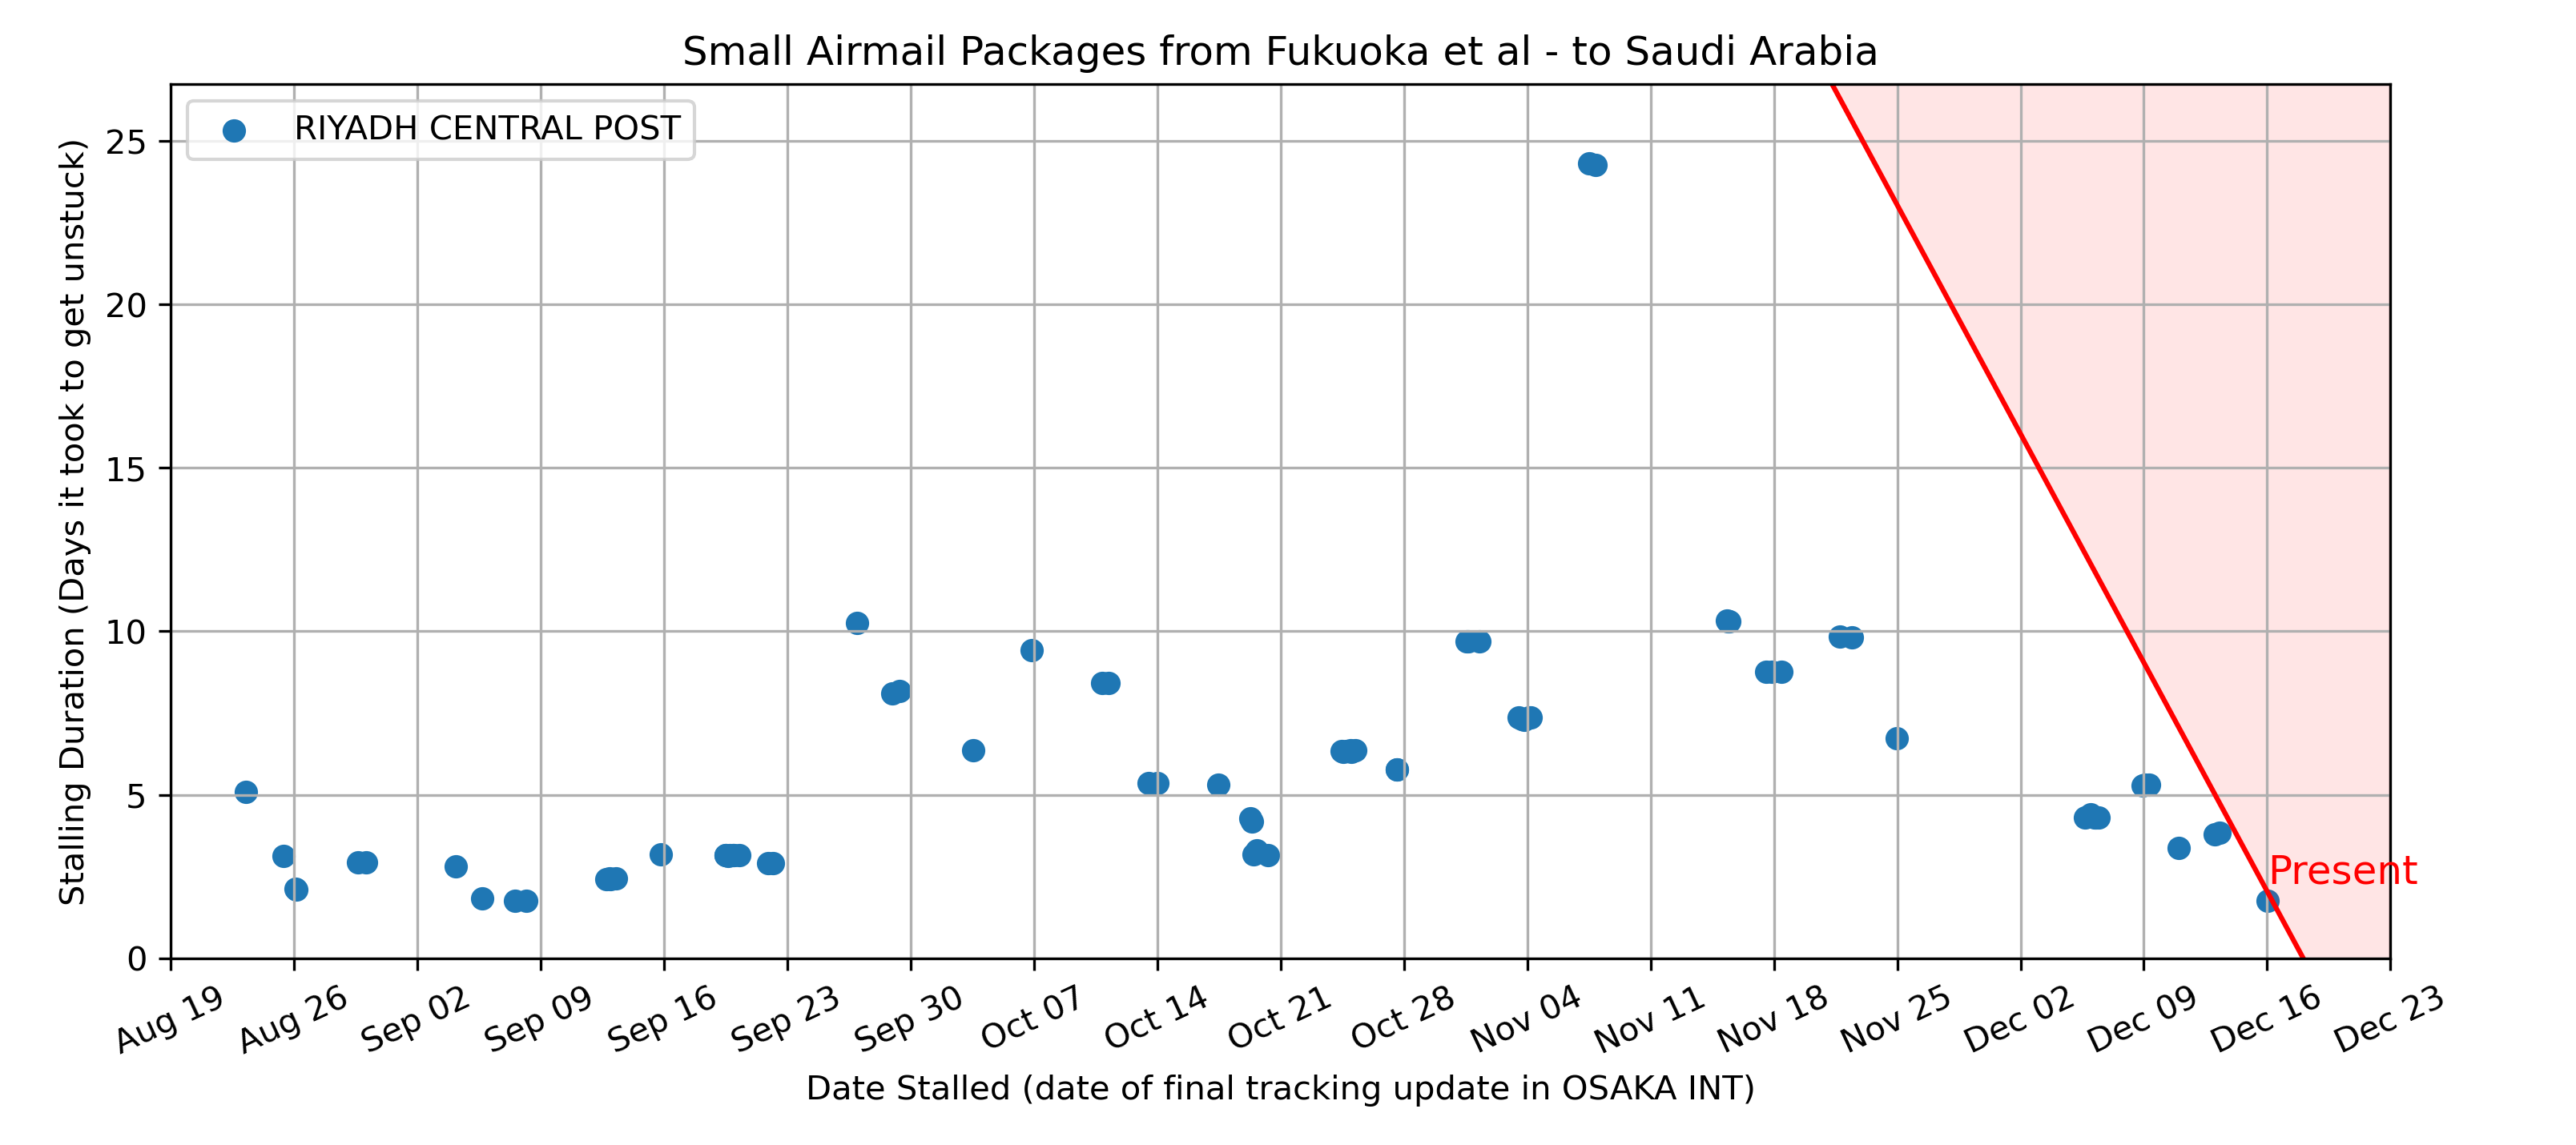 Small Airmail Packages from Fukuoka et al - to Saudi Arabia
RIYADH CENTRAL POST
Stalling Duration (Days it took to get unstuck)
25
20
15
10
5
0
Present
Aug 19
Aug 26
Sep 02
Sep 09
Sep 16
Sep 23
Sep 30
Oct 07
Oct 14
Oct 21
Oct 28
Nov 04
Nov 11
Nov 18
Nov 25
Dec 02
Dec 09
Dec 16
Dec 23
Date Stalled (date of final tracking update in OSAKA INT)